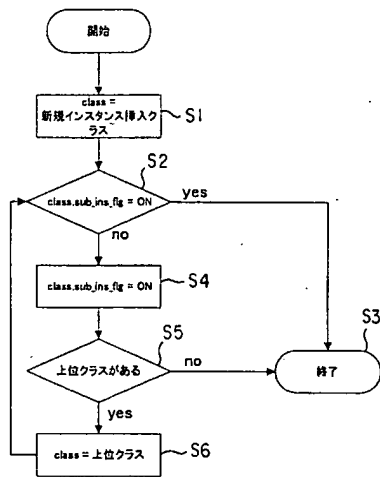 開始
class =
新規インスタンス挿入ク
ラス
S1
S2
class.sub_ins_flg = ON
yes
no
class.sub_ins_flg = ON
S4
S5
上位クラスがある
no
S3
終了
yes
class = 上位クラス
S6